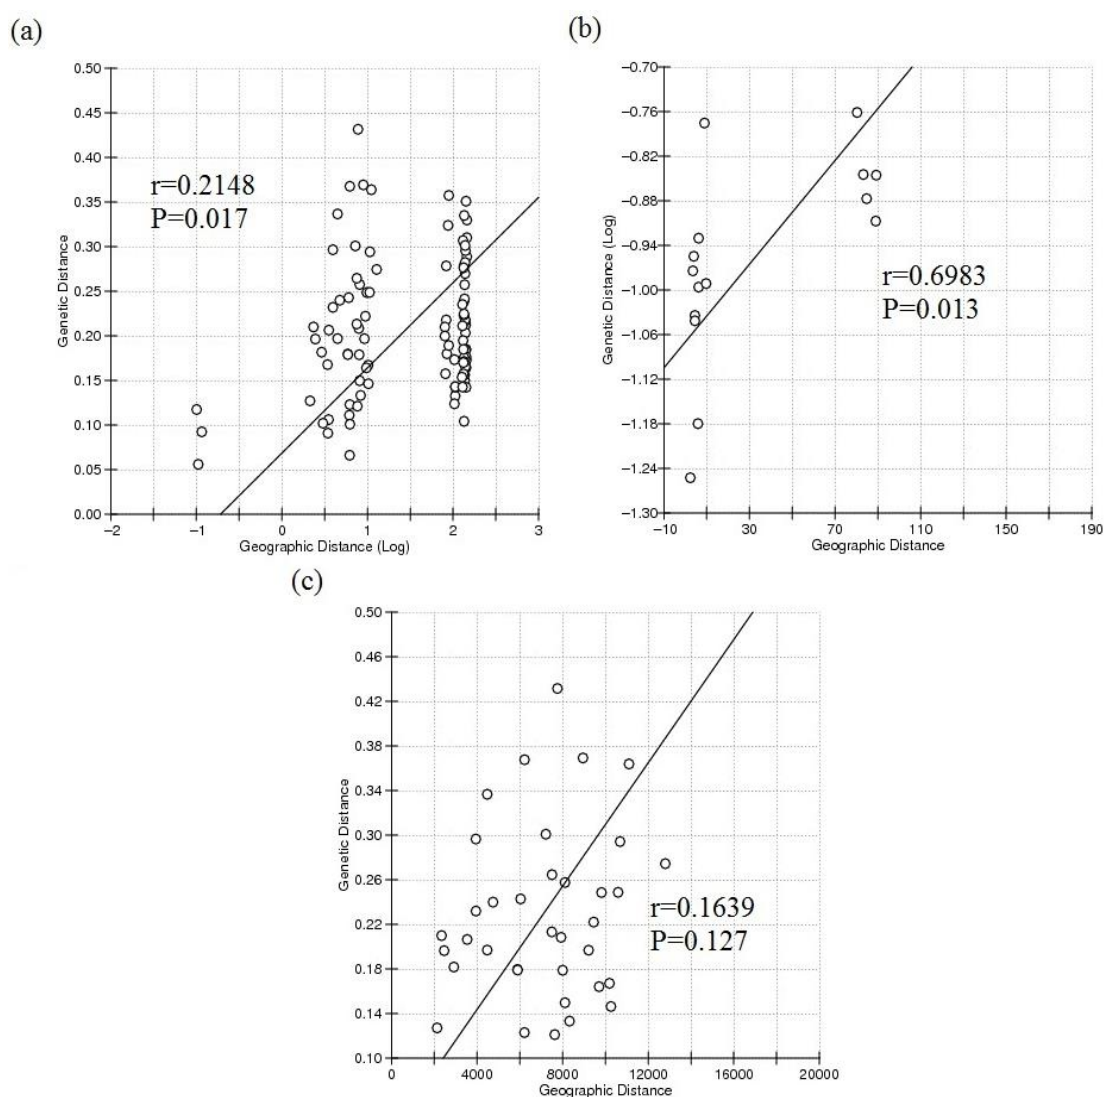 (a)
0.50
0.45
0.40
0.35
0.30
0.25
0.20
0.15
0.10
0.05
0.00
Genetic Distance
r=0.2148
P=0.017
−2 −1 0 1 2 3
Geographic Distance (Log)
(b)
−0.70
−0.76
−0.82
−0.88
−0.94
−1.00
−1.06
−1.12
−1.18
−1.24
−1.30
Genetic Distance (Log)
r=0.6983
P=0.013
−10 30 70 110 150 190
Geographic Distance
(c)
0.50
0.46
0.42
0.38
0.34
0.30
0.26
0.22
0.18
0.14
0.10
Genetic Distance
r=0.1639
P=0.127
0 4000 8000 12000 16000 20000
Geographic Distance